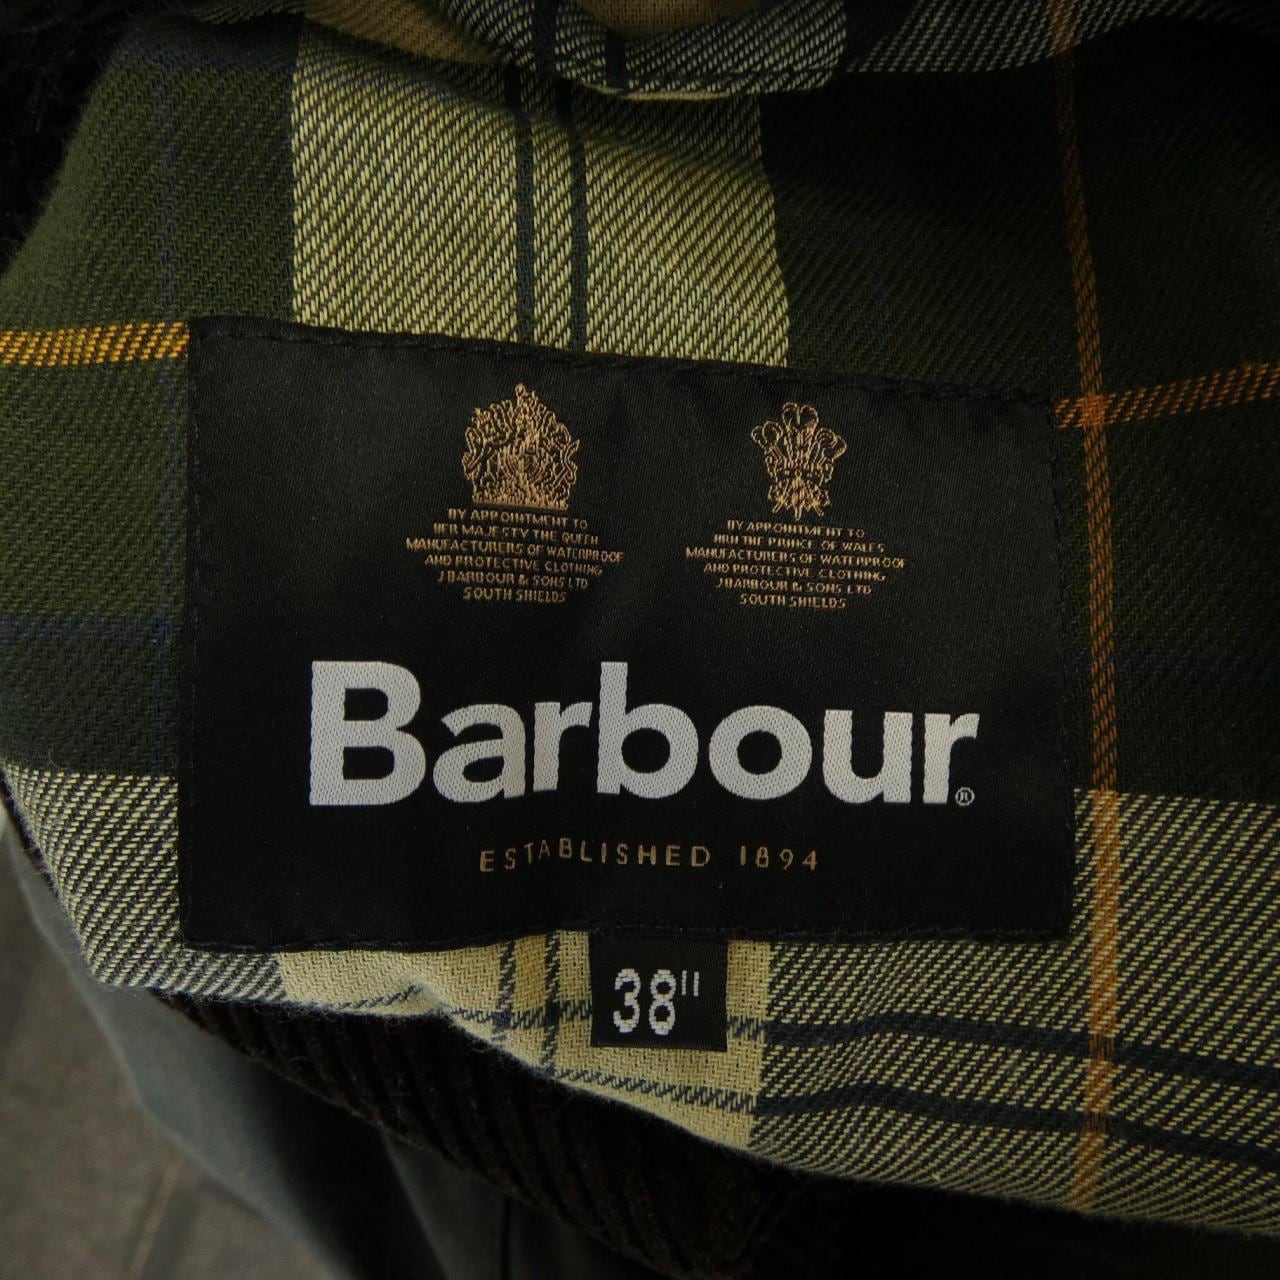 BY APPOINTMENT TO
HER MAJESTY THE QUEEN
MANUFACTURERS OF WATERPROOF
AND PROTECTIVE CLOTHING
J BARBOUR & SONS LTD
SOUTH SHIELDS
BY APPOINTMENT TO
HRH THE PRINCE OF WALES
MANUFACTURERS OF WATERPROOF
AND PROTECTIVE CLOTHING
J BARBOUR & SONS LTD
SOUTH SHIELDS
Barbour®
ESTABLISHED 1894
38"